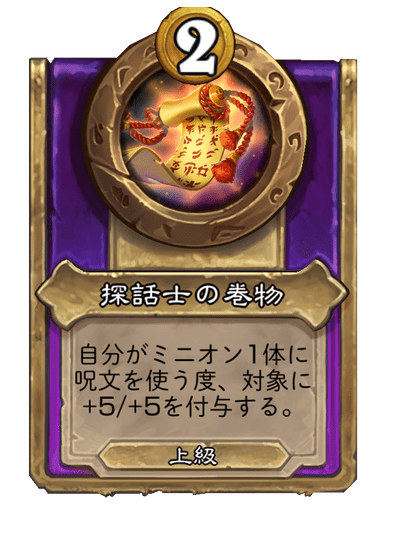 2
探話士の巻物
自分がミニオン1体に
呪文を使う度、対象に
+5/+5を付与する。
上級